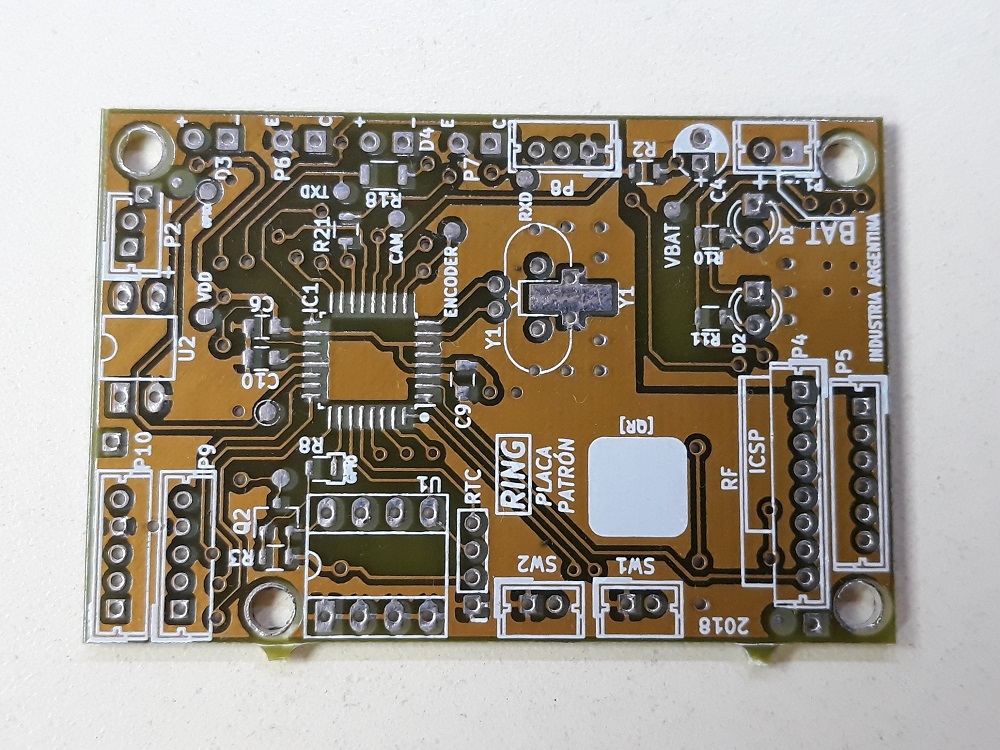 + -
D3
E C
P6
+ -
D4
E C
P7
P8
R2
+
C4
+
P1
TXD
R18
RXD
R21
CAM
ENCODER
VBAT
R10
D1
BAT
INDUSTRIA ARGENTINA
P2
+
VDD
C6
IC1
U2
C10
Y1
Y1
R11
D2
P4
P5
C9
[QR]
RING
PLACA
PATRÓN
RF
ICSP
P10
P9
R8
U1
RTC
Q2
R3
SW2
SW1
2018